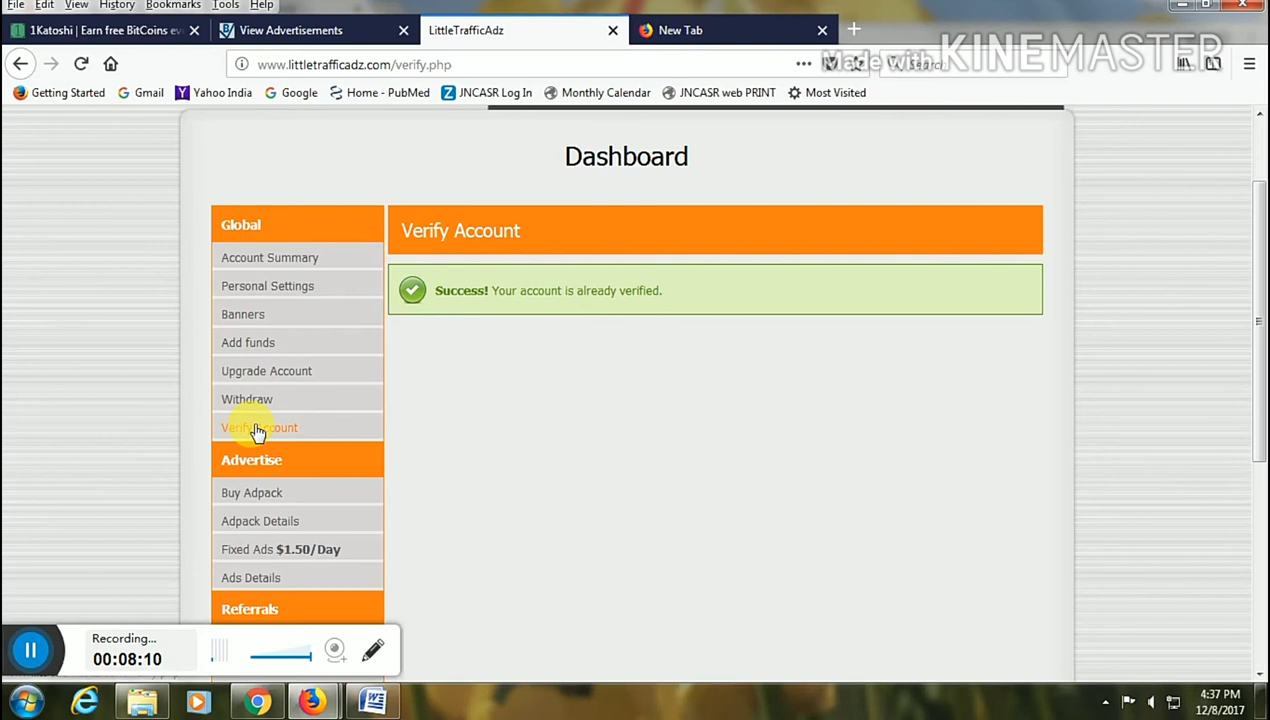 File Edit View History Bookmarks Tools Help
1Katoshi | Earn free BitCoins eve
View Advertisements
LittleTrafficAdz
New Tab
www.littletrafficadz.com/verify.php
Search
Made with KINEMASTER
Getting Started Gmail Yahoo India Google Home - PubMed JNCASR Log In Monthly Calendar JNCASR web PRINT Most Visited
Dashboard
Global
Account Summary
Personal Settings
Banners
Add funds
Upgrade Account
Withdraw
Verify Account
Advertise
Buy Adpack
Adpack Details
Fixed Ads $1.50/Day
Ads Details
Referrals
Verify Account
Success! Your account is already verified.
Recording...
00:08:10
4:37 PM
12/8/2017